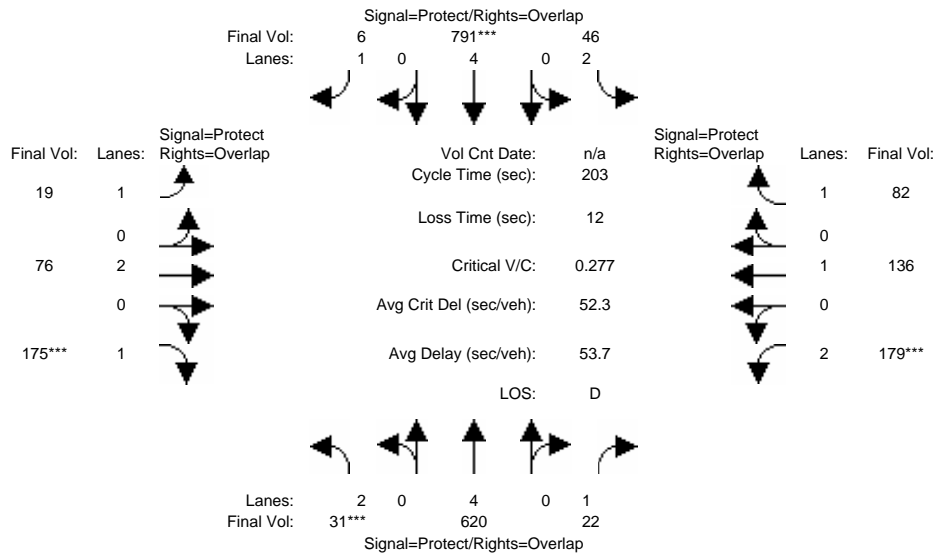 Signal=Protect/Rights=Overlap
Final Vol: 6 791*** 46
Lanes: 1 0 4 0 2
Signal=Protect Signal=Protect
Final Vol: Lanes: Rights=Overlap Vol Cnt Date: n/a Rights=Overlap Lanes: Final Vol:
Cycle Time (sec): 203
19 1 1 82
Loss Time (sec): 12
0 0
76 2 Critical V/C: 0.277 1 136
0 Avg Crit Del (sec/veh): 52.3 0
175*** 1 Avg Delay (sec/veh): 53.7 2 179***
LOS: D
Lanes: 2 0 4 0 1
Final Vol: 31*** 620 22
Signal=Protect/Rights=Overlap